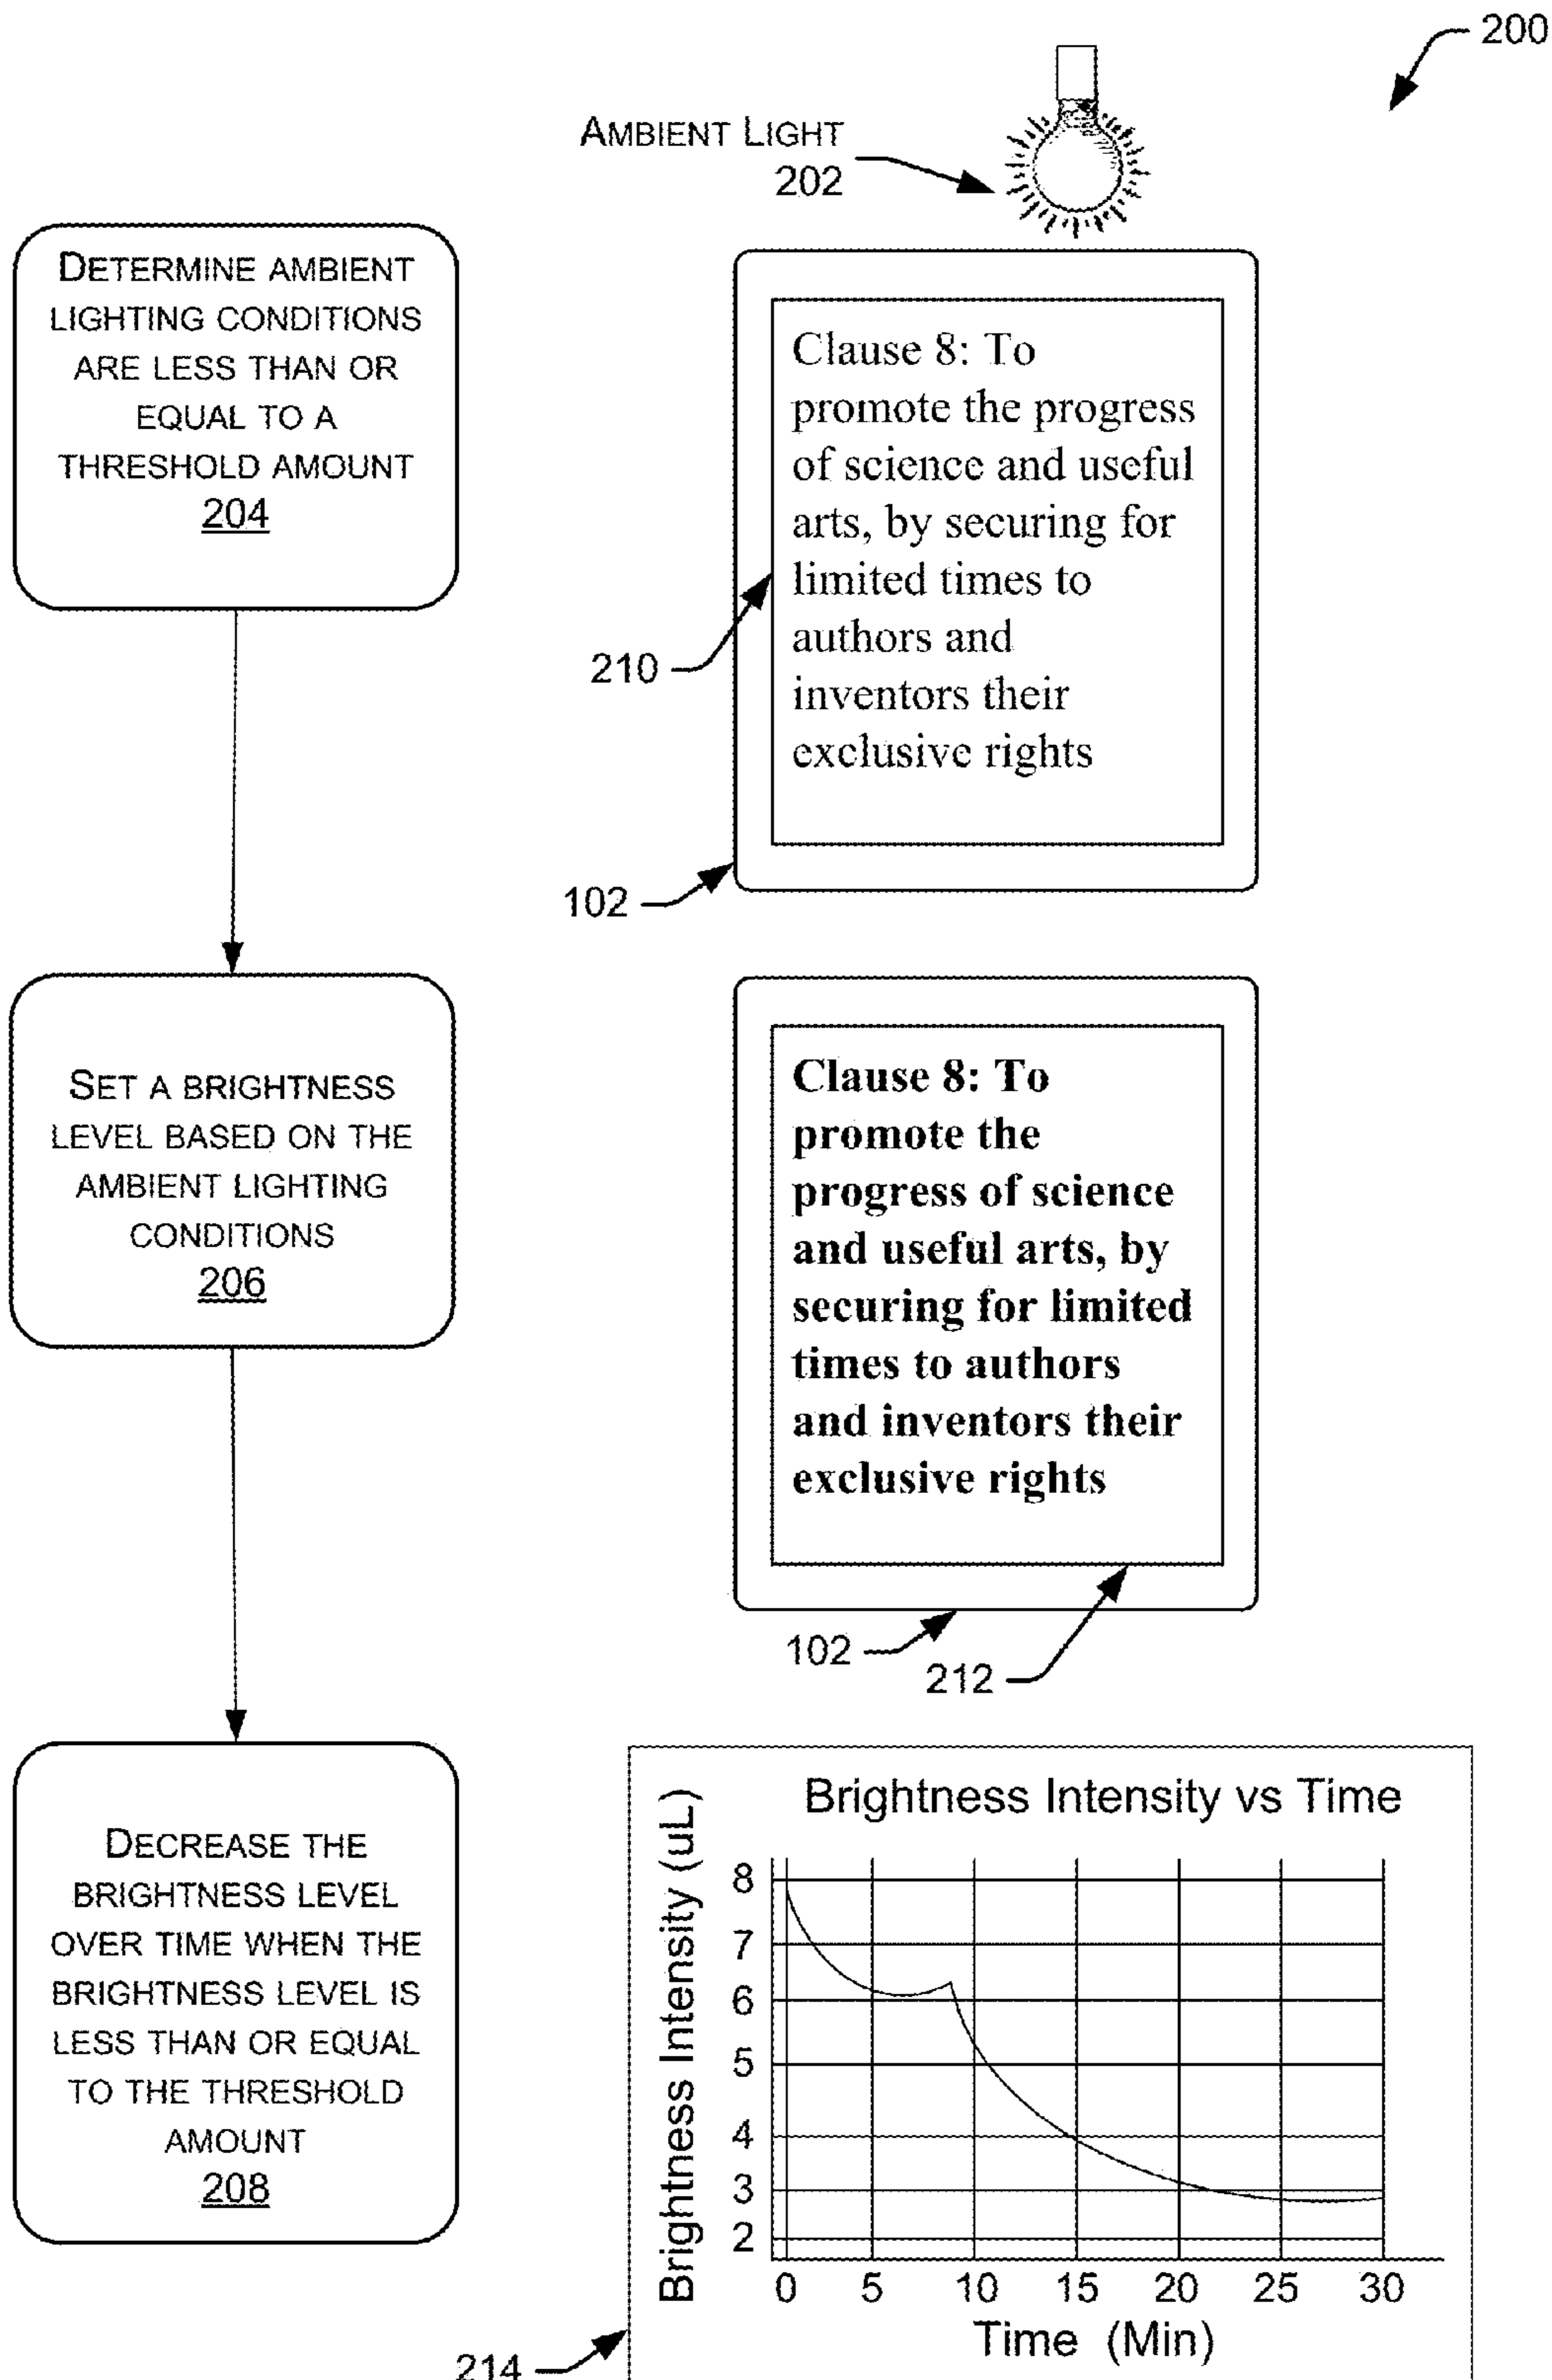 200
AMBIENT LIGHT
202
DETERMINE AMBIENT
LIGHTING CONDITIONS
ARE LESS THAN OR
EQUAL TO A
THRESHOLD AMOUNT
204
Clause 8: To
promote the progress
of science and useful
arts, by securing for
limited times to
authors and
inventors their
exclusive rights
210
102
SET A BRIGHTNESS
LEVEL BASED ON THE
AMBIENT LIGHTING
CONDITIONS
206
Clause 8: To
promote the
progress of science
and useful arts, by
securing for limited
times to authors
and inventors their
exclusive rights
102
212
DECREASE THE
BRIGHTNESS LEVEL
OVER TIME WHEN THE
BRIGHTNESS LEVEL IS
LESS THAN OR EQUAL
TO THE THRESHOLD
AMOUNT
208
Brightness Intensity vs Time
Brightness Intensity (uL)
8
7
6
5
4
3
2
0 5 10 15 20 25 30
Time (Min)
214